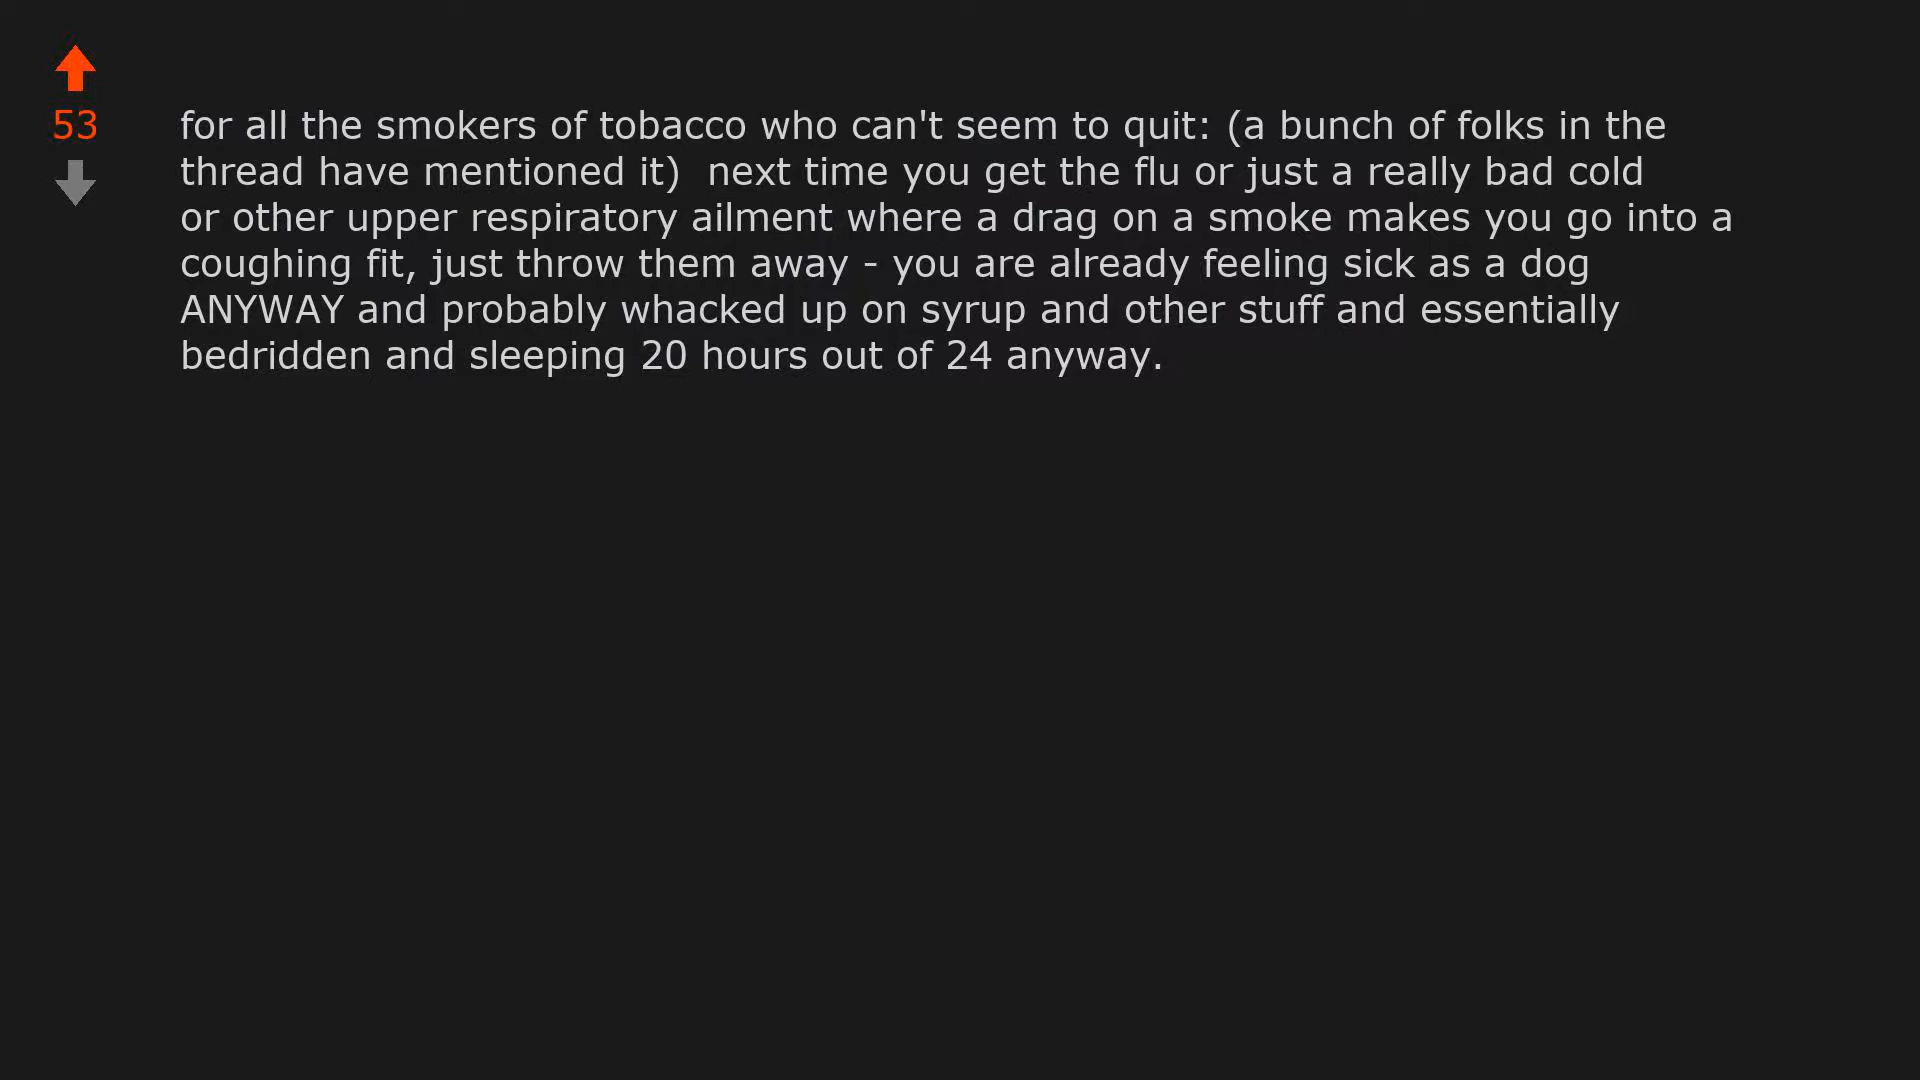 53
for all the smokers of tobacco who can't seem to quit: (a bunch of folks in the
thread have mentioned it)  next time you get the flu or just a really bad cold
or other upper respiratory ailment where a drag on a smoke makes you go into a
coughing fit, just throw them away - you are already feeling sick as a dog
ANYWAY and probably whacked up on syrup and other stuff and essentially
bedridden and sleeping 20 hours out of 24 anyway.